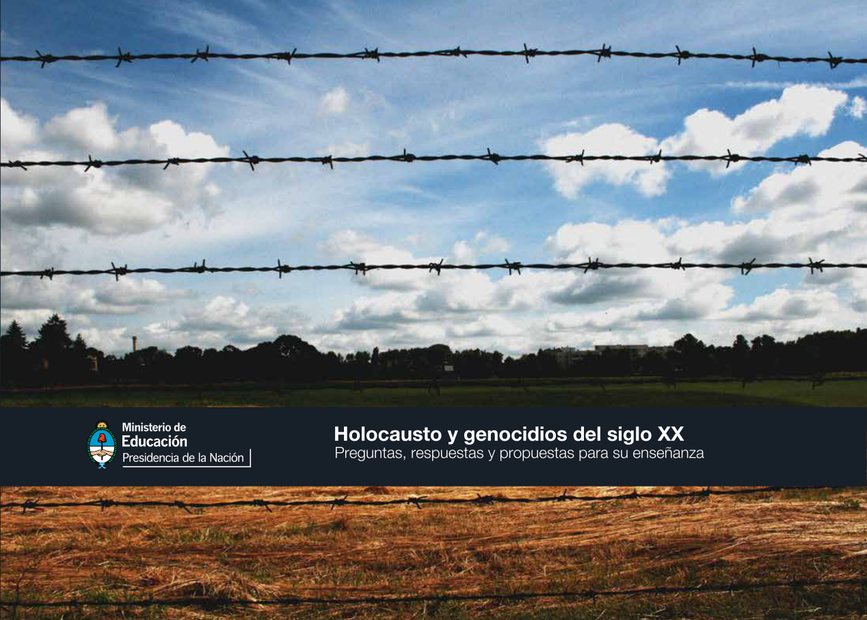 Ministerio de
Educación
Presidencia de la Nación
Holocausto y genocidios del siglo XX
Preguntas, respuestas y propuestas para su enseñanza